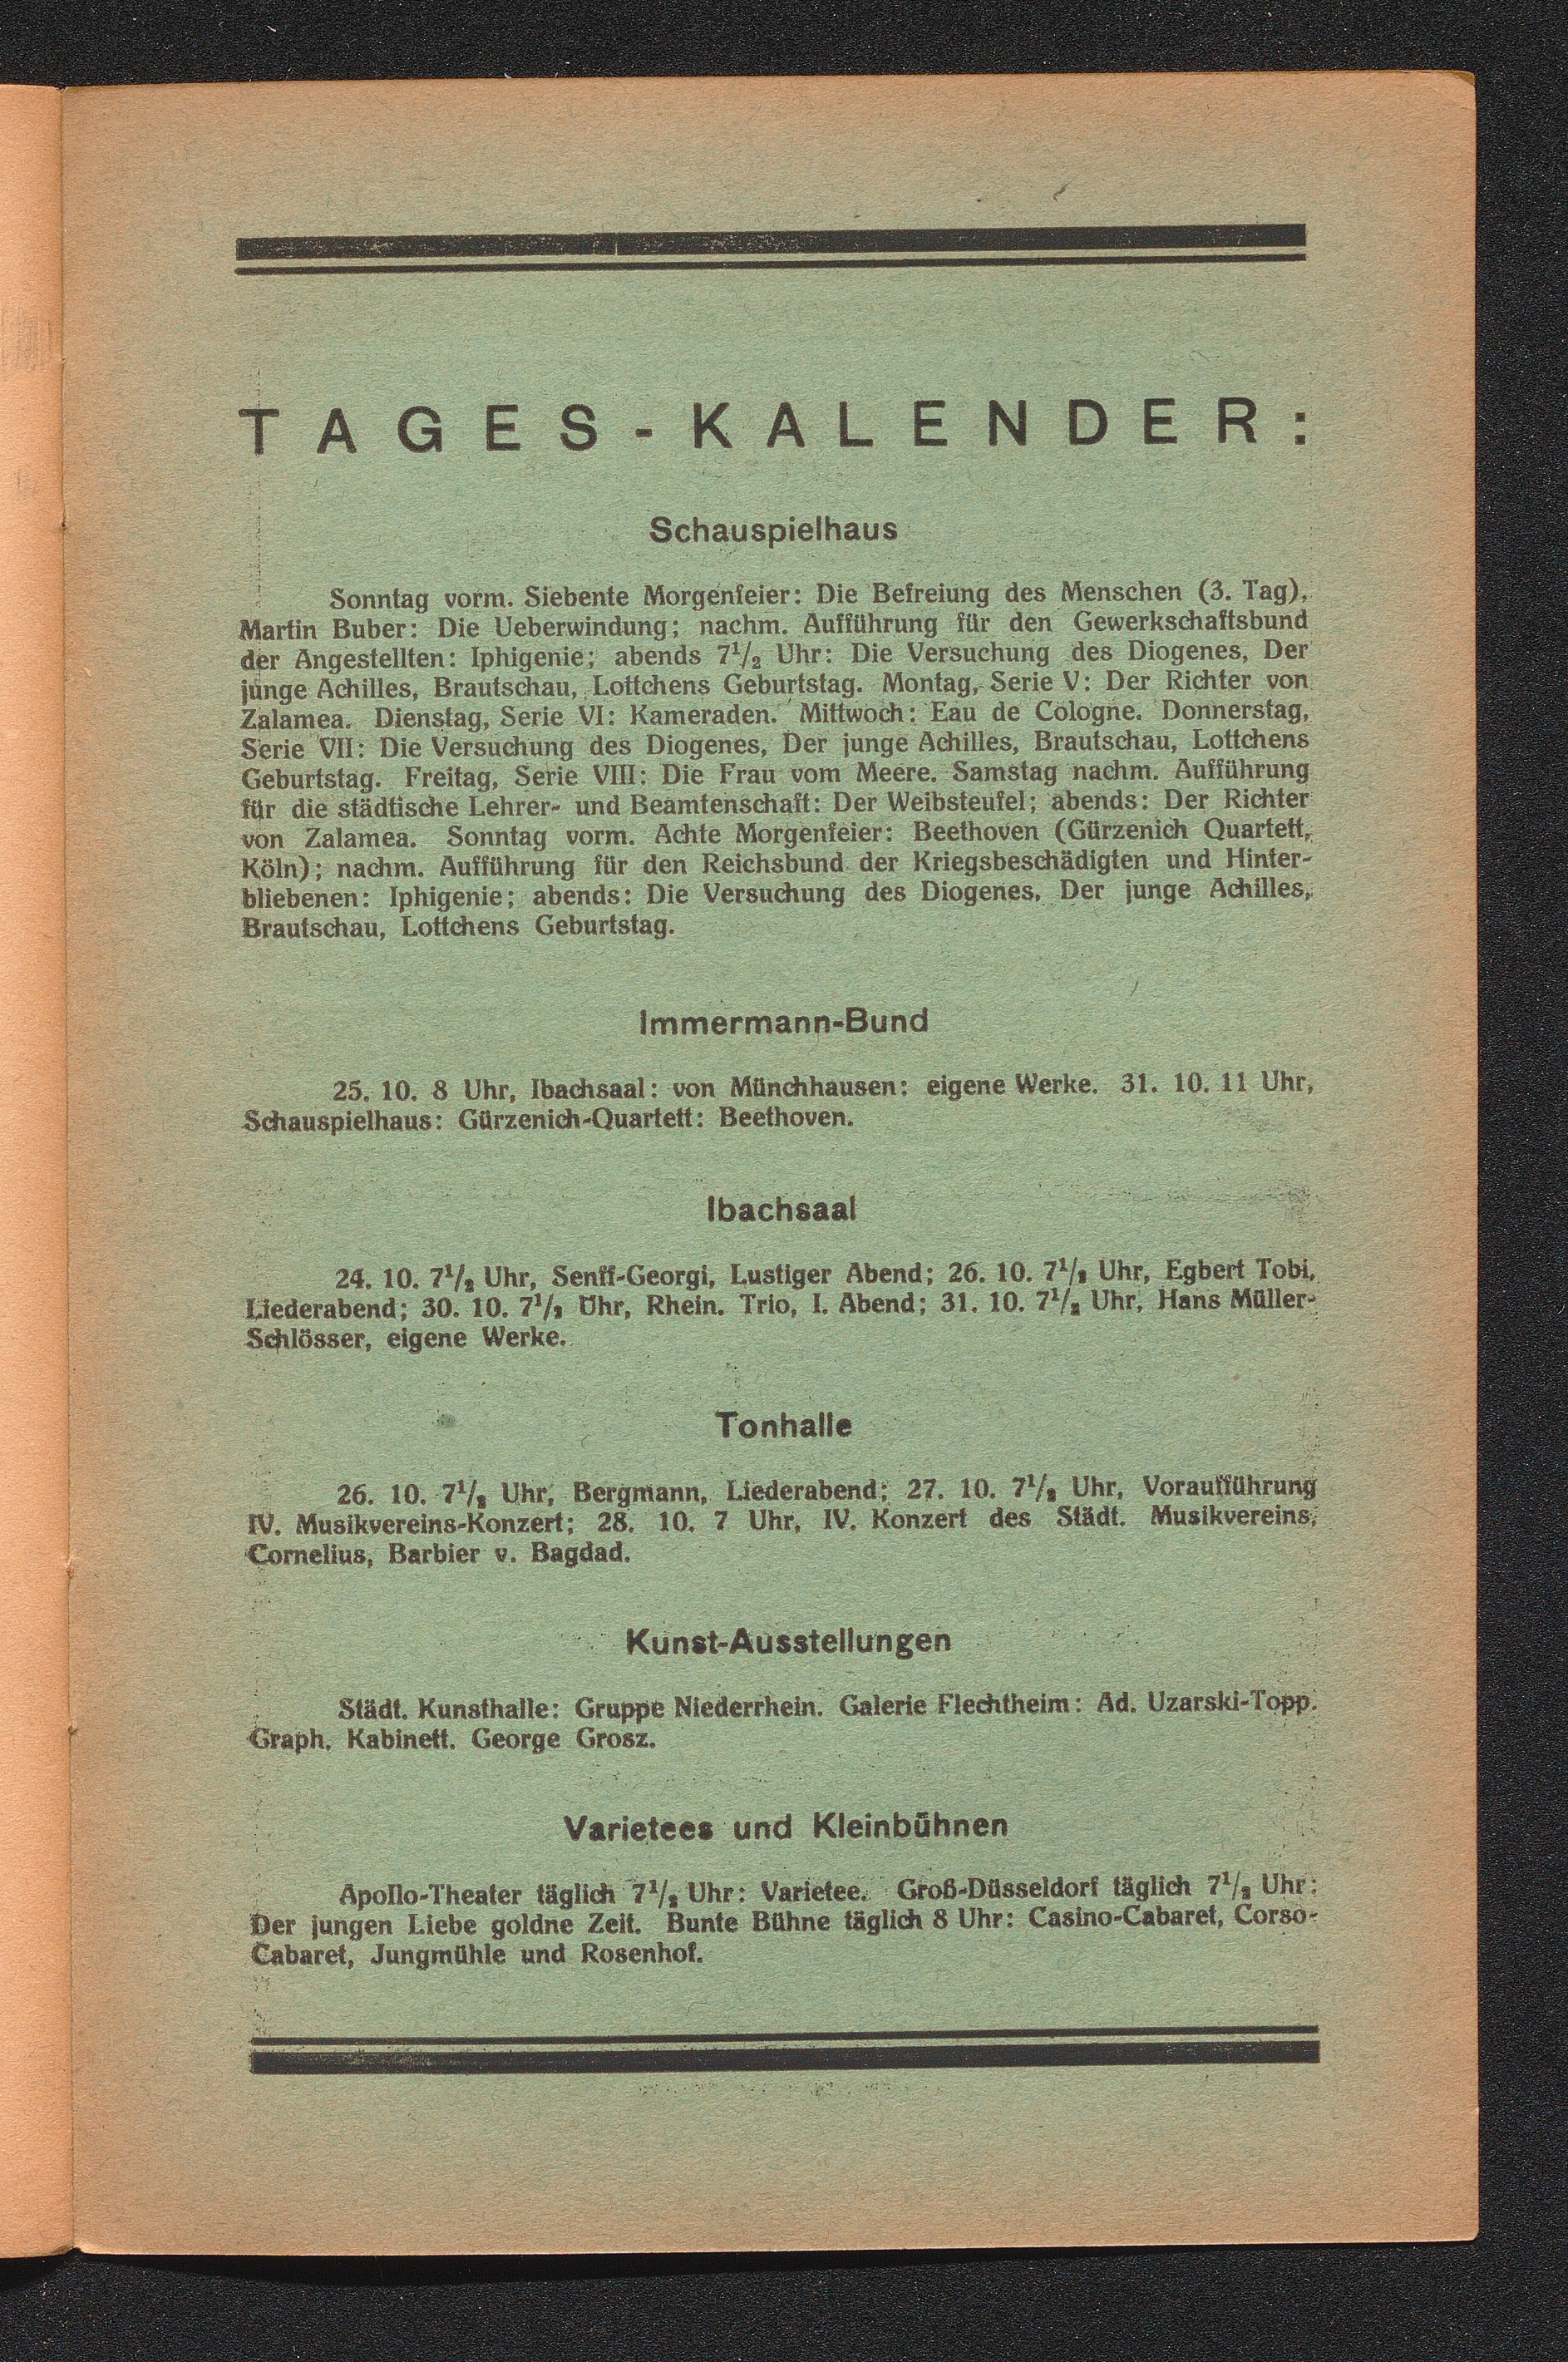 TAGES-KALENDER:
Schauspielhaus
Sonntag vorm. Siebente Morgenfeier: Die Befreiung des Menschen (3. Tag),
Martin Buber: Die Ueberwindung; nachm. Aufführung für den Gewerkschaftsbund
der Angestellten: Iphigenie; abends 7¹/₂ Uhr: Die Versuchung des Diogenes, Der
junge Achilles, Brautschau, Lottchens Geburtstag. Montag, Serie V: Der Richter von
Zalamea. Dienstag, Serie VI: Kameraden. Mittwoch: Eau de Cologne. Donnerstag,
Serie VII: Die Versuchung des Diogenes, Der junge Achilles, Brautschau, Lottchens
Geburtstag. Freitag, Serie VIII: Die Frau vom Meere. Samstag nachm. Aufführung
für die städtische Lehrer- und Beamtenschaft: Der Weibsteufel; abends: Der Richter
von Zalamea. Sonntag vorm. Achte Morgenfeier: Beethoven (Gürzenich Quartett,
Köln); nachm. Aufführung für den Reichsbund der Kriegsbeschädigten und Hinter-
bliebenen: Iphigenie; abends: Die Versuchung des Diogenes, Der junge Achilles,
Brautschau, Lottchens Geburtstag.
Immermann-Bund
25. 10. 8 Uhr, Ibachsaal: von Münchhausen: eigene Werke. 31. 10. 11 Uhr,
Schauspielhaus: Gürzenich-Quartett: Beethoven.
Ibachsaal
24. 10. 7¹/₂ Uhr, Senff-Georgi, Lustiger Abend; 26. 10. 7¹/₂ Uhr, Egbert Tobi,
Liederabend; 30. 10. 7¹/₂ Uhr, Rhein. Trio, I. Abend; 31. 10. 7¹/₂ Uhr, Hans Müller-
Schlösser, eigene Werke.
Tonhalle
26. 10. 7¹/₂ Uhr, Bergmann, Liederabend; 27. 10. 7¹/₂ Uhr, Voraufführung
IV. Musikvereins-Konzert; 28. 10. 7 Uhr, IV. Konzert des Städt. Musikvereins,
Cornelius, Barbier v. Bagdad.
Kunst-Ausstellungen
Städt. Kunsthalle: Gruppe Niederrhein. Galerie Flechtheim: Ad. Uzarski-Topp.
Graph. Kabinett. George Grosz.
Varietees und Kleinbühnen
Apollo-Theater täglich 7¹/₂ Uhr: Varietee. Groß-Düsseldorf täglich 7¹/₂ Uhr:
Der jungen Liebe goldne Zeit. Bunte Bühne täglich 8 Uhr: Casino-Cabaret, Corso-
Cabaret, Jungmühle und Rosenhof.